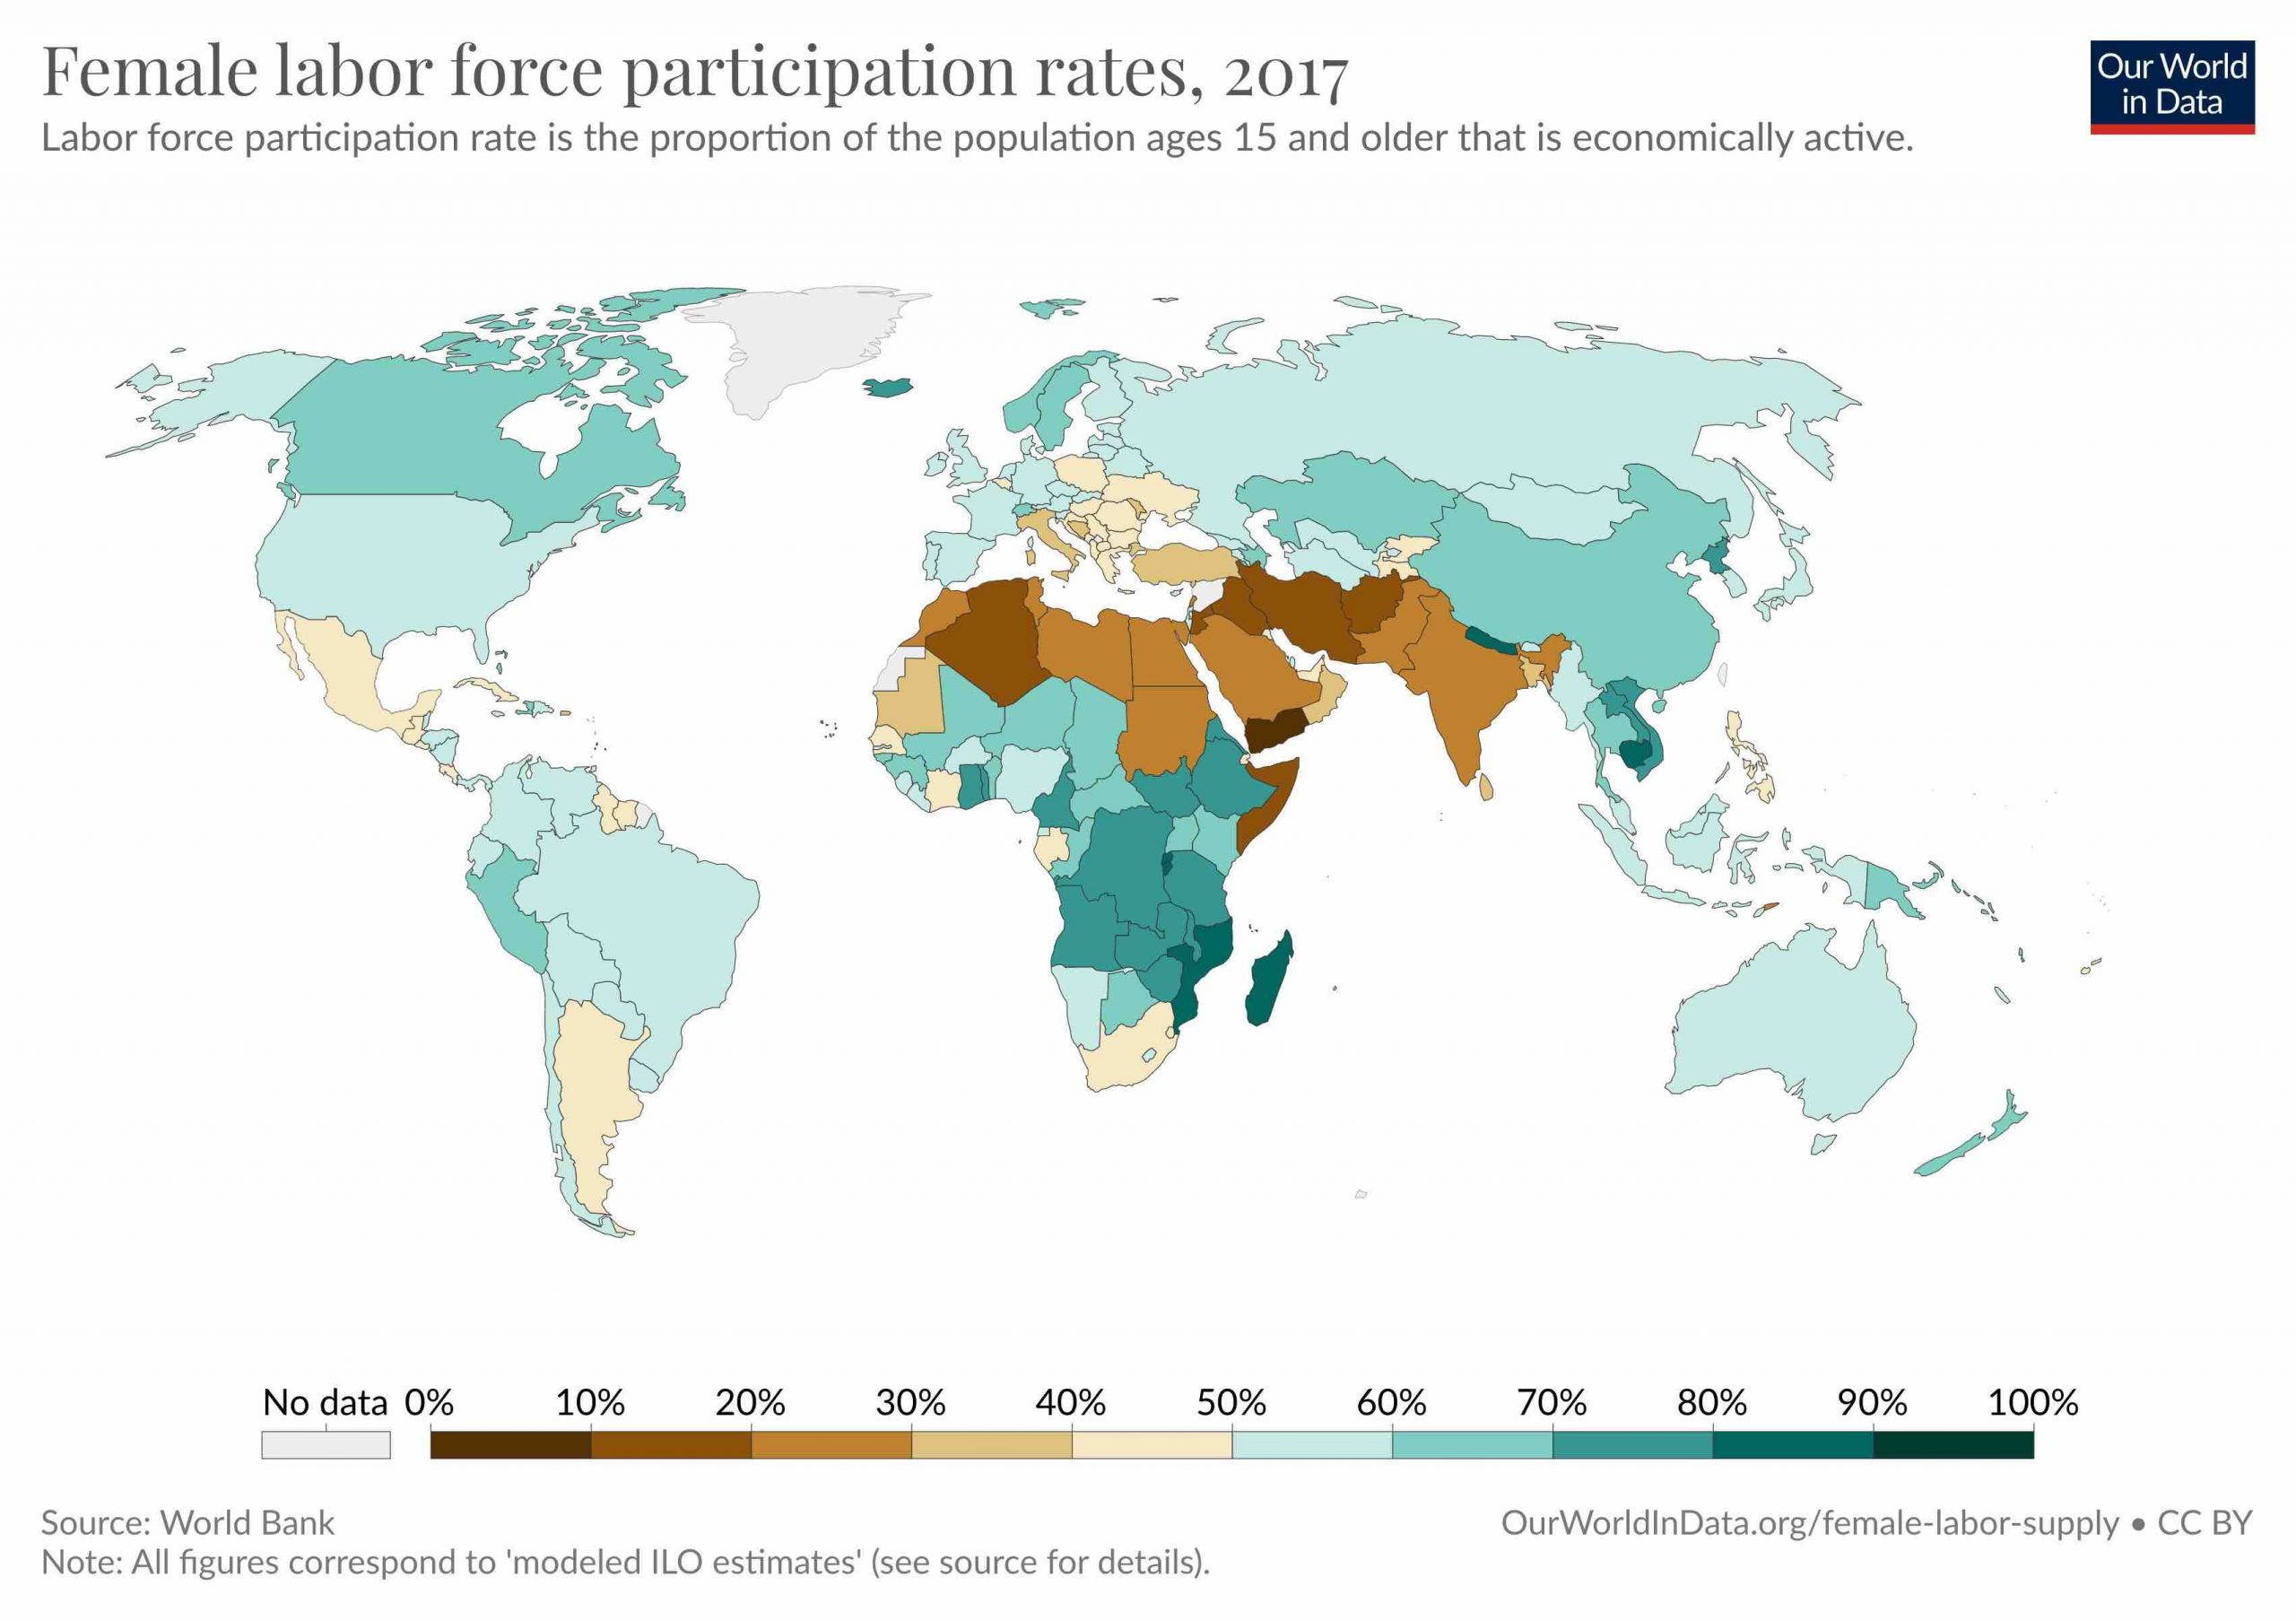 Female labor force participation rates, 2017
Our World
in Data
Labor force participation rate is the proportion of the population ages 15 and older that is economically active.
No data 0% 10% 20% 30% 40% 50% 60% 70% 80% 90% 100%
Source: World Bank
OurWorldInData.org/female-labor-supply • CC BY
Note: All figures correspond to 'modeled ILO estimates' (see source for details).